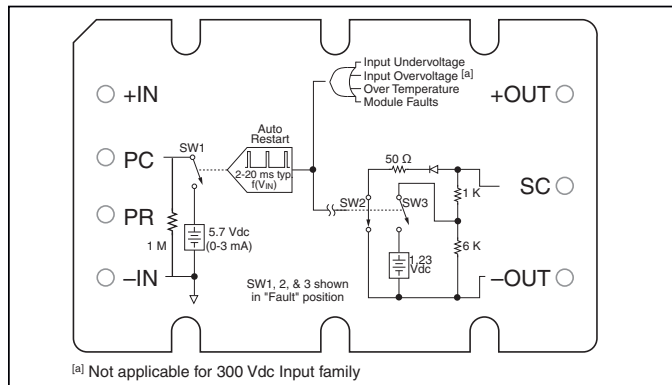 Input Undervoltage
Input Overvoltage [a]
Over Temperature
Module Faults
+IN
+OUT
PC
SW1
Auto
Restart
2-20 ms typ.
f(VIN)
50 Ω
SC
1 K
PR
SW2
SW3
1 M
5.7 Vdc
(0-3 mA)
6 K
1.23
Vdc
–IN
–OUT
SW1, 2, & 3 shown
in "Fault" position
[a] Not applicable for 300 Vdc Input family